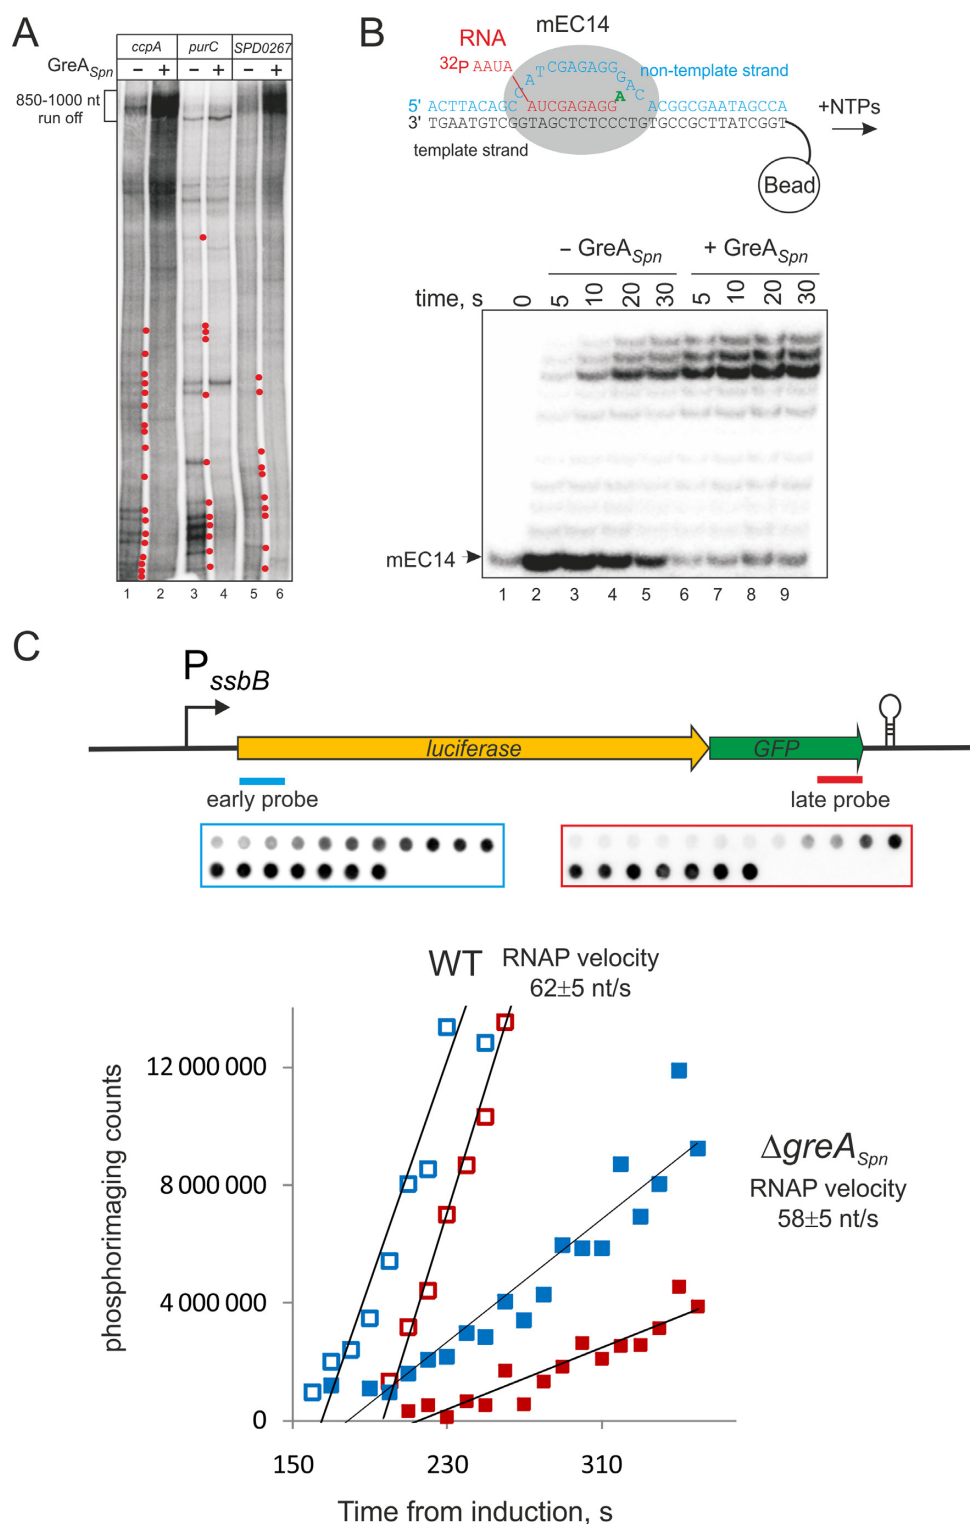 A
ccpA purC SPD0267
GreASpn − + − + − +
850-1000 nt
run off
1 2 3 4 5 6
B
mEC14
RNA
32P AAUA
CATCGAGAGGGAC
non-template strand
5' ACTTACAGC AUCGAGAGGA ACGGCGAATAGCCA
3' TGAATGTCGGTAGCTCTCCCTGTGCCGCTTATCGGT
template strand
+NTPs
Bead
− GreASpn + GreASpn
time, s 0 5 10 20 30 5 10 20 30
mEC14
1 2 3 4 5 6 7 8 9
C
PssbB
luciferase GFP
early probe late probe
WT RNAP velocity
62±5 nt/s
phosphorimaging counts
12 000 000
8 000 000
4 000 000
0
ΔgreASpn
RNAP velocity
58±5 nt/s
150 230 310
Time from induction, s